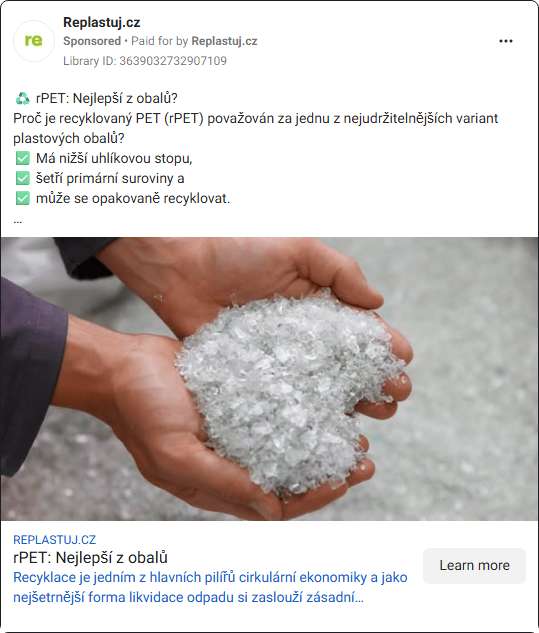 re
Replastuj.cz
Sponsored • Paid for by Replastuj.cz
Library ID: 3639032732907109
♻️ rPET: Nejlepší z obalů?
Proč je recyklovaný PET (rPET) považován za jednu z nejudržitelnějších variant
plastových obalů?
✅ Má nižší uhlíkovou stopu,
✅ šetří primární suroviny a
✅ může se opakovaně recyklovat.
...
REPLASTUJ.CZ
rPET: Nejlepší z obalů
Recyklace je jedním z hlavních pilířů cirkulární ekonomiky a jako
nejšetrnější forma likvidace odpadu si zaslouží zásadní...
Learn more